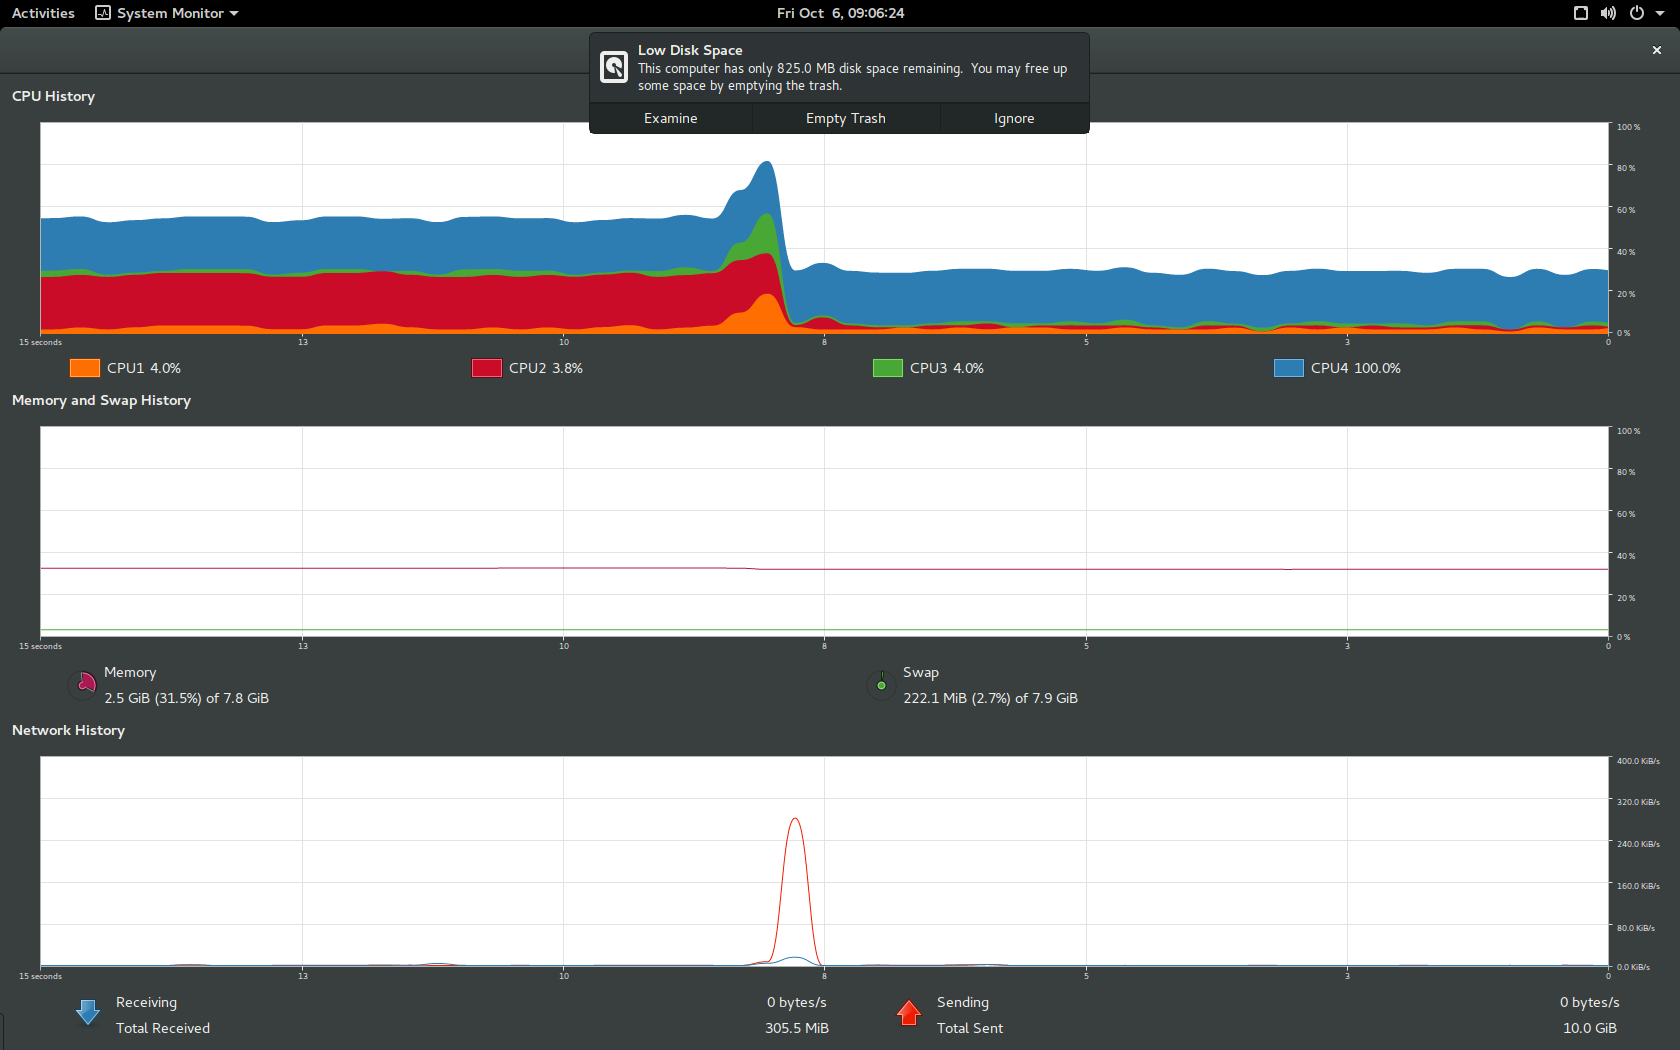 Activities
System Monitor
Fri Oct  6, 09:06:24
Low Disk Space
This computer has only 825.0 MB disk space remaining.  You may free up
some space by emptying the trash.
Examine
Empty Trash
Ignore
CPU History
100 %
80 %
60 %
40 %
20 %
0 %
15 seconds
13
10
8
5
3
0
CPU1 4.0%
CPU2 3.8%
CPU3 4.0%
CPU4 100.0%
Memory and Swap History
100 %
80 %
60 %
40 %
20 %
0 %
15 seconds
13
10
8
5
3
0
Memory
2.5 GiB (31.5%) of 7.8 GiB
Swap
222.1 MiB (2.7%) of 7.9 GiB
Network History
400.0 KiB/s
320.0 KiB/s
240.0 KiB/s
160.0 KiB/s
80.0 KiB/s
0.0 KiB/s
15 seconds
13
10
8
5
3
0
Receiving
0 bytes/s
Total Received
305.5 MiB
Sending
0 bytes/s
Total Sent
10.0 GiB